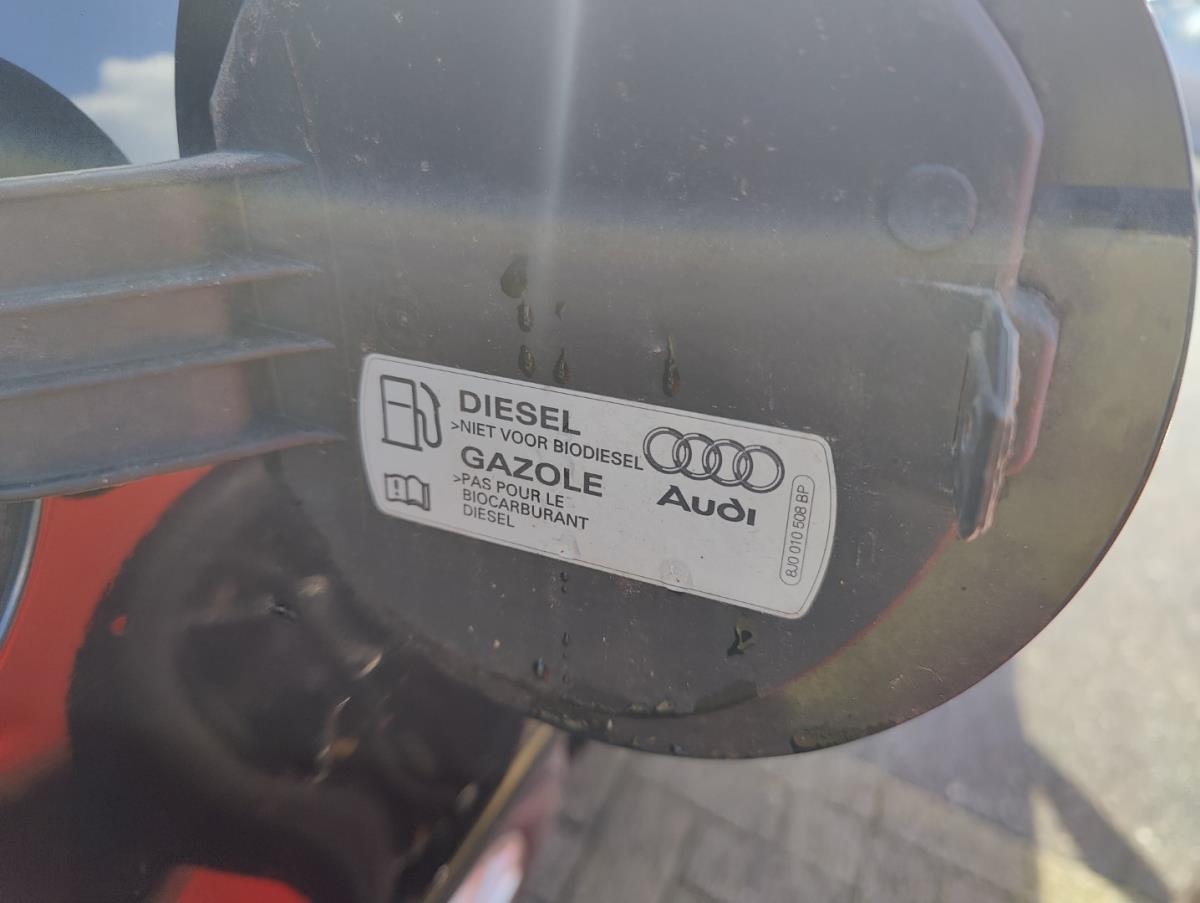 DIESEL
>NIET VOOR BIODIESEL
GAZOLE
>PAS POUR LE
BIOCARBURANT
DIESEL
Audi
8J0 010 508 BP